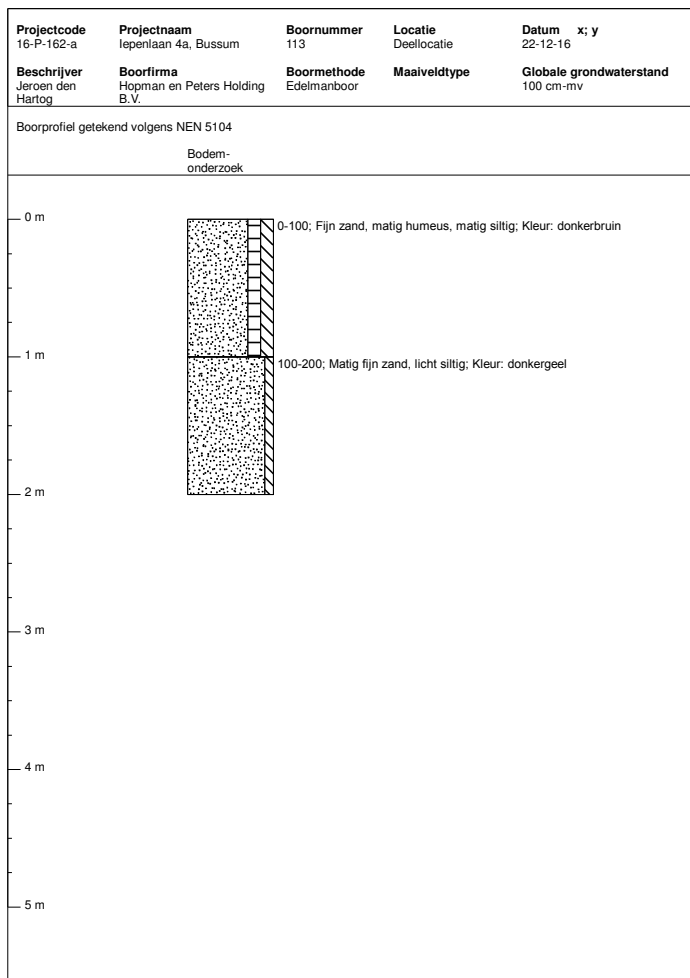 Projectcode Projectnaam Boornummer Locatie Datum x; y
16-P-162-a Iepenlaan 4a, Bussum 113 Deellocatie 22-12-16
Beschrijver Boorfirma Boormethode Maaiveldtype Globale grondwaterstand
Jeroen den Hopman en Peters Holding Edelmanboor 100 cm-mv
Hartog B.V.
Boorprofiel getekend volgens NEN 5104
Bodem-
onderzoek
0 m
0-100; Fijn zand, matig humeus, matig siltig; Kleur: donkerbruin
1 m
100-200; Matig fijn zand, licht siltig; Kleur: donkergeel
2 m
3 m
4 m
5 m